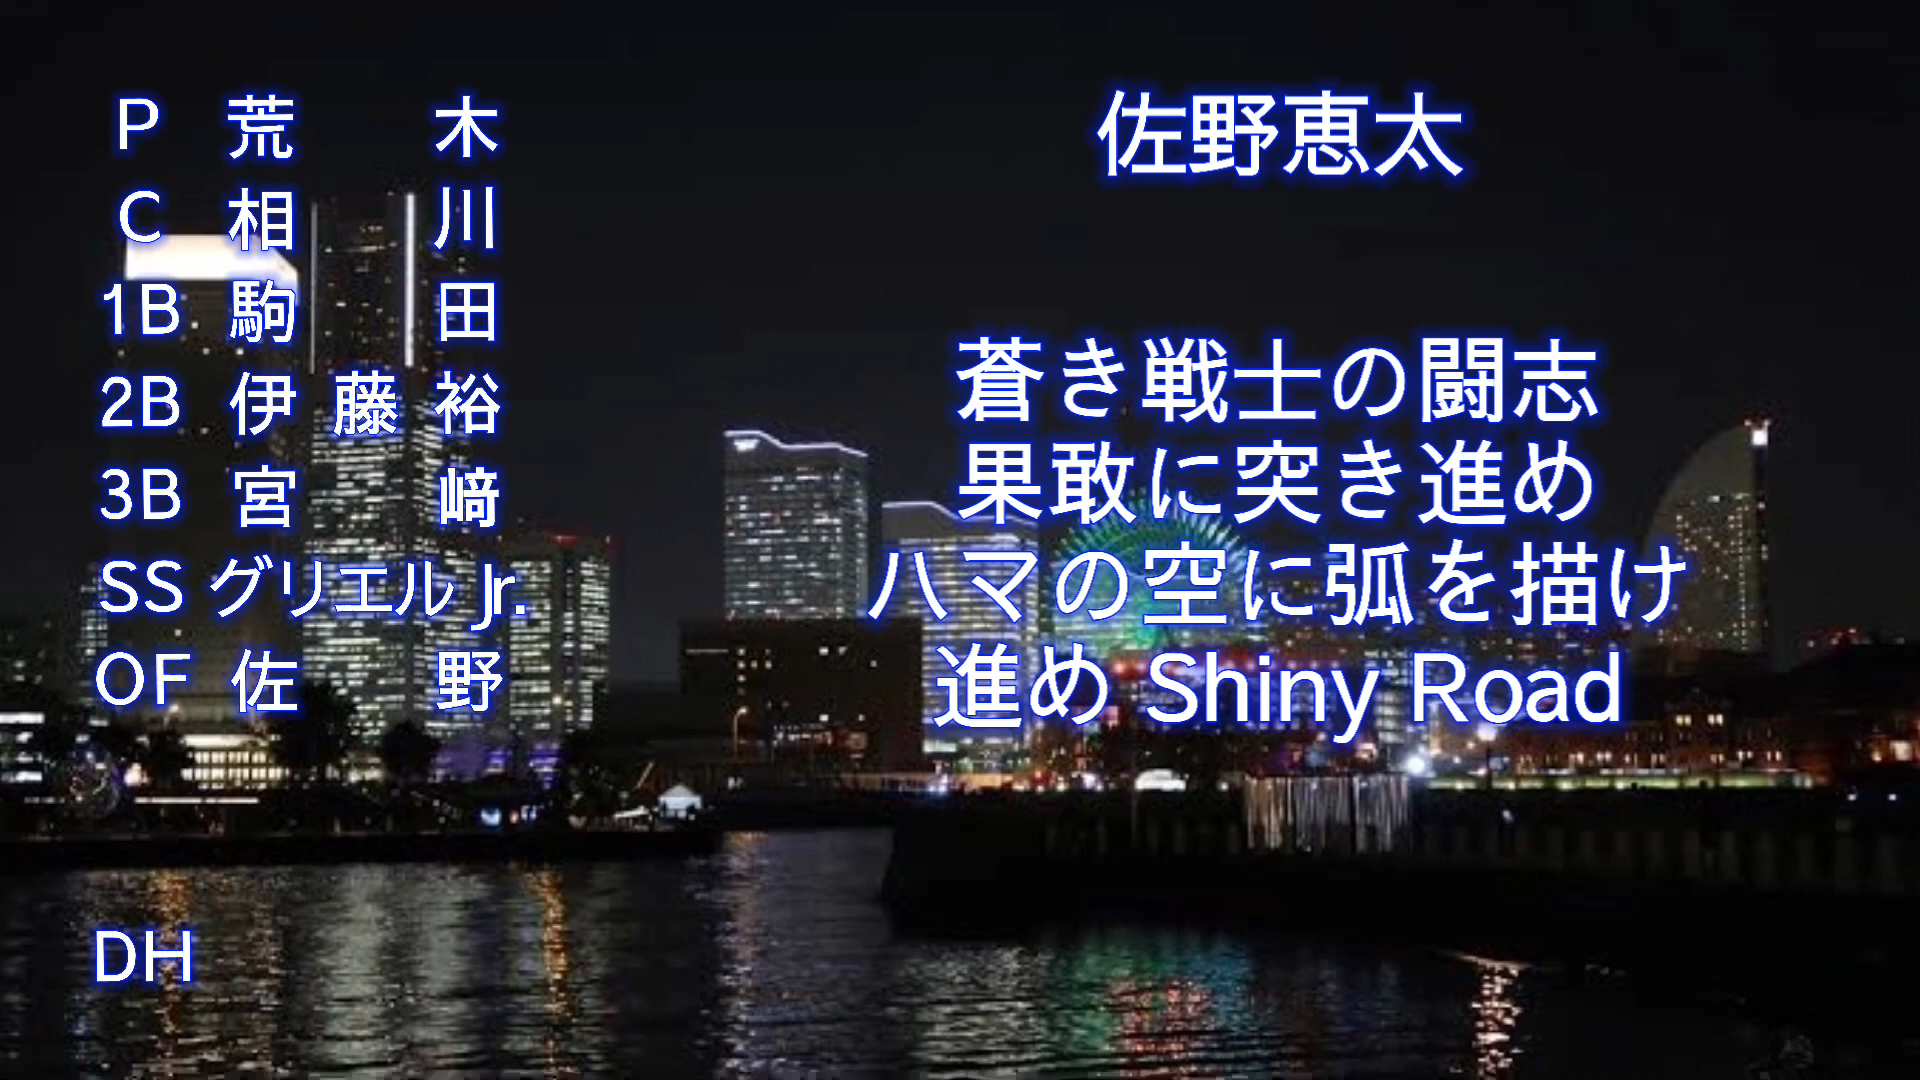 P 荒木
C 相川
1B 駒田
2B 伊藤裕
3B 宮﨑
SS グリエル Jr.
OF 佐野
DH
佐野恵太
蒼き戦士の闘志
果敢に突き進め
ハマの空に弧を描け
進め Shiny Road